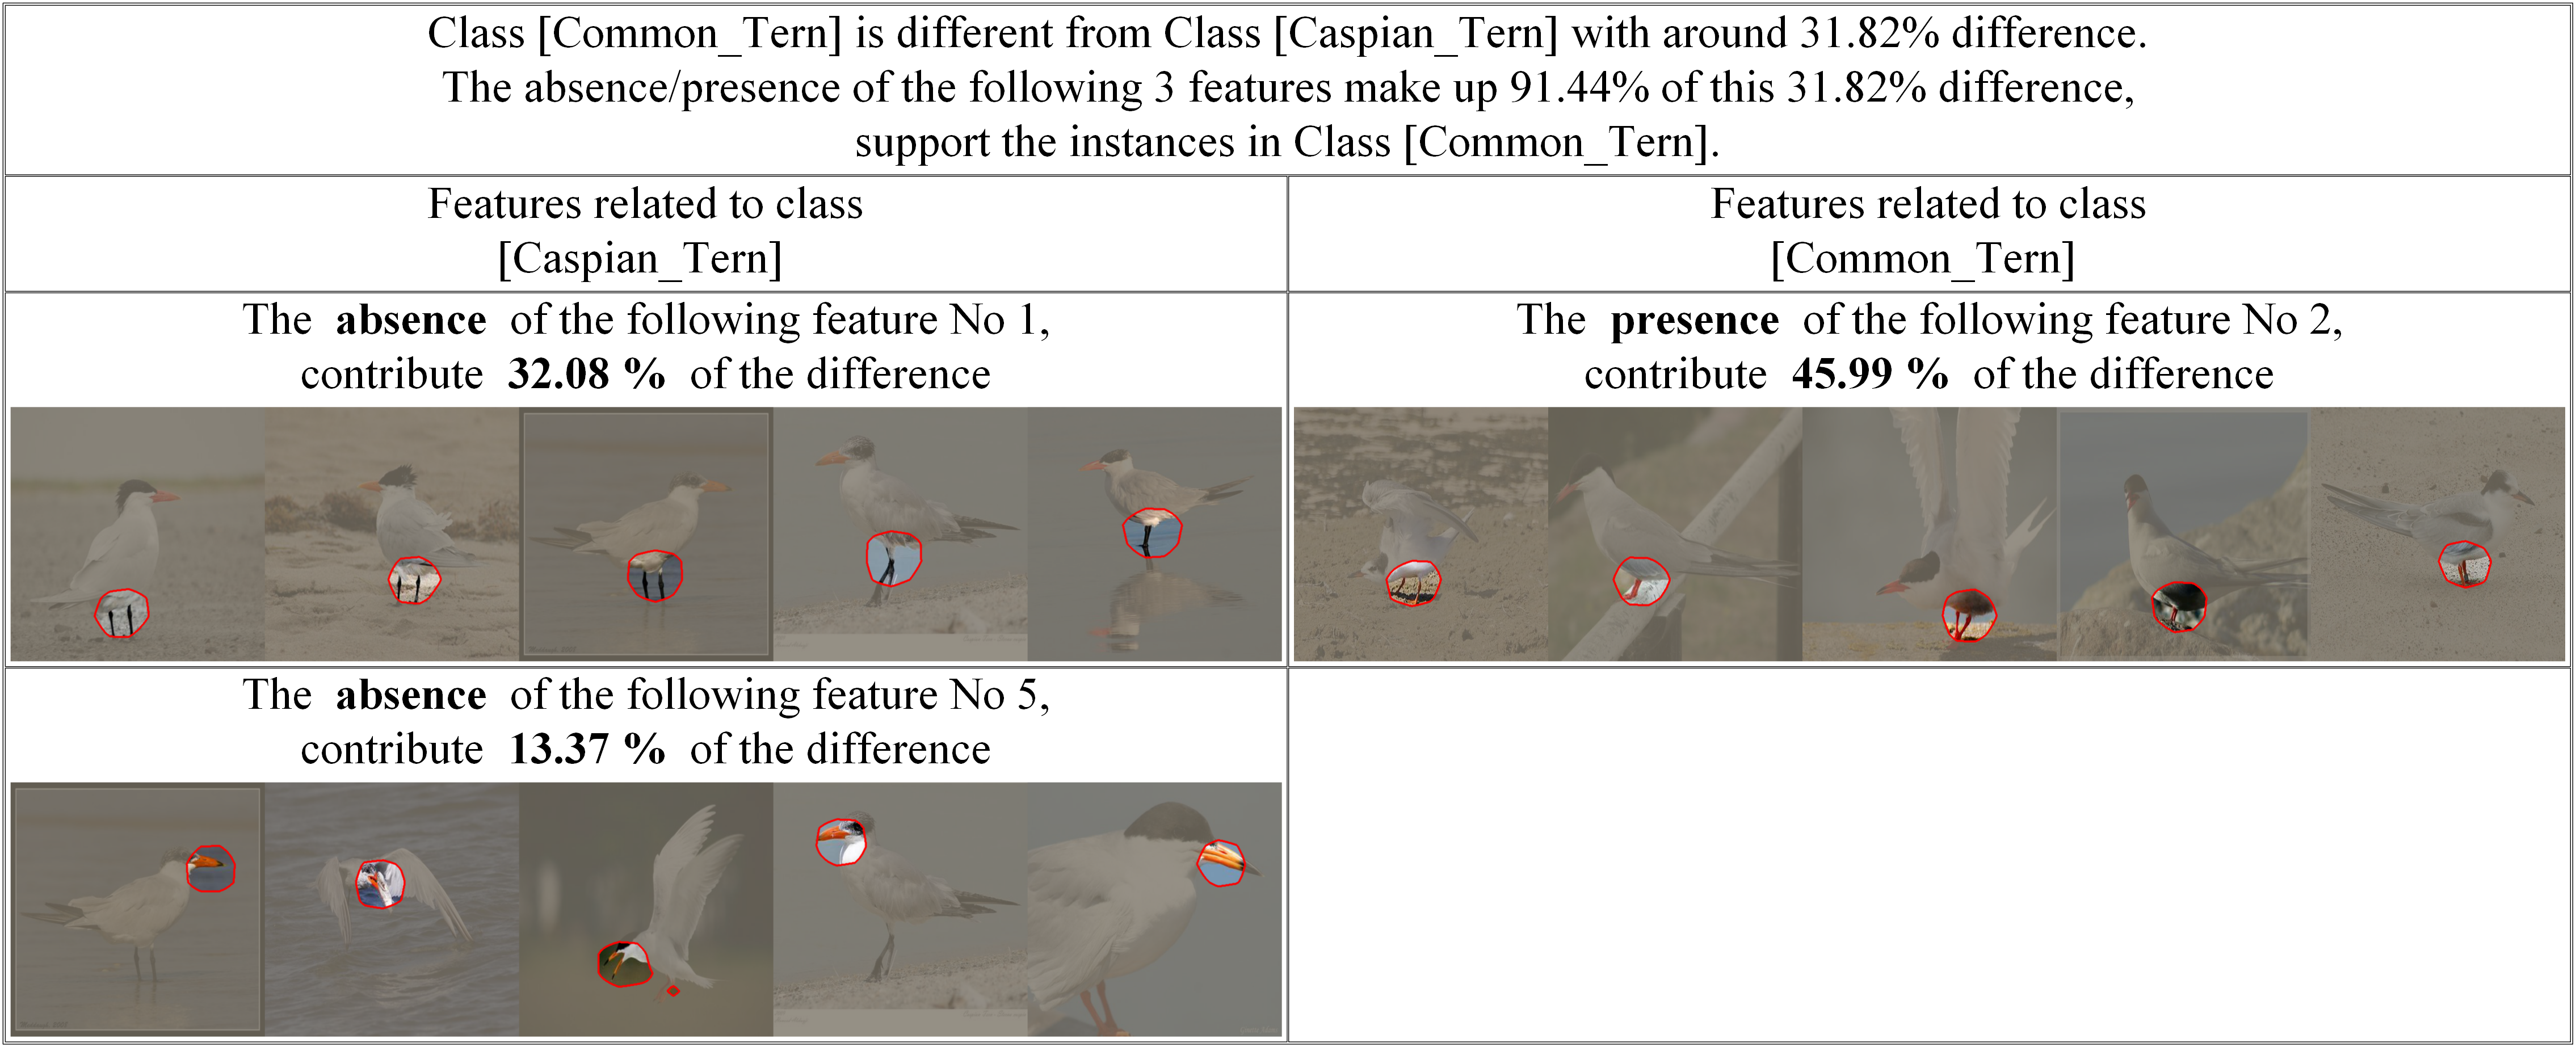 Class [Common_Tern] is different from Class [Caspian_Tern] with around 31.82% difference.
The absence/presence of the following 3 features make up 91.44% of this 31.82% difference,
support the instances in Class [Common_Tern].
Features related to class
[Caspian_Tern]
Features related to class
[Common_Tern]
The absence of the following feature No 1,
contribute 32.08 % of the difference
The presence of the following feature No 2,
contribute 45.99 % of the difference
The absence of the following feature No 5,
contribute 13.37 % of the difference